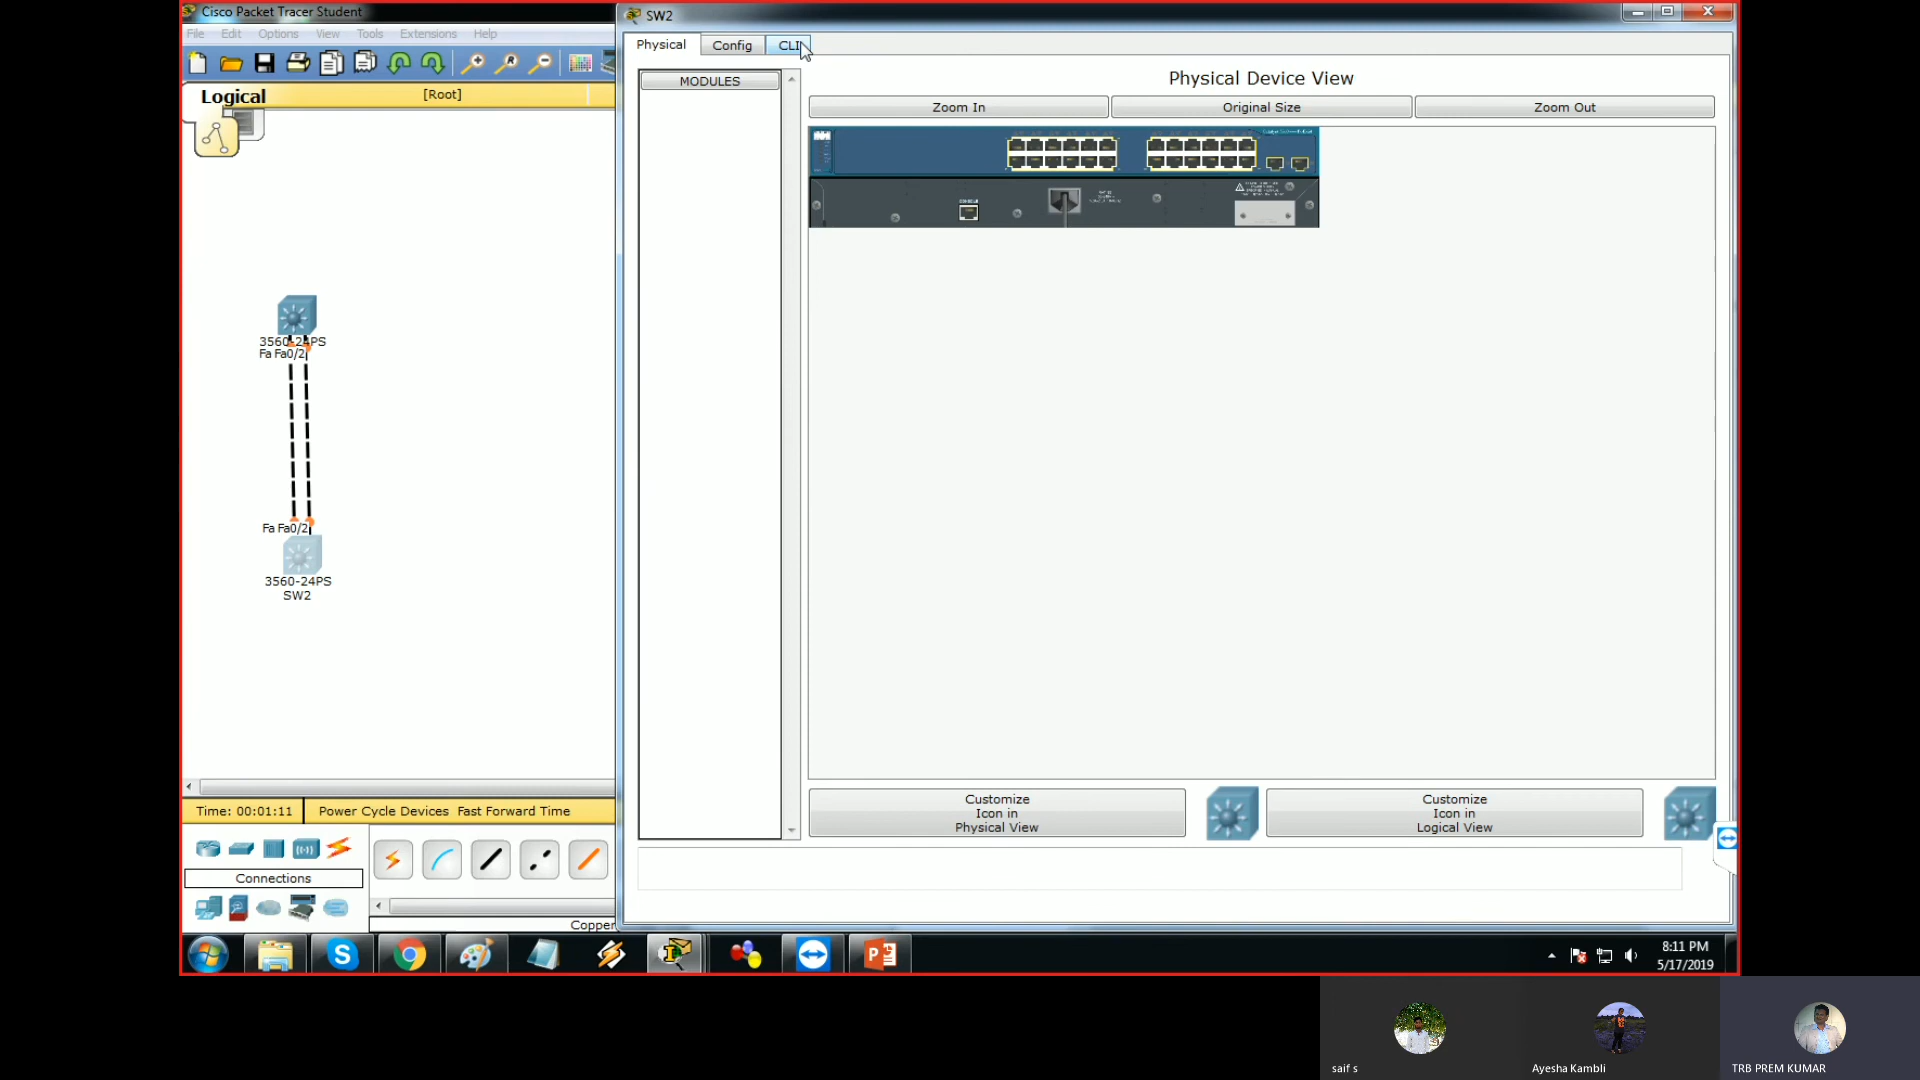 Cisco Packet Tracer Student
File Edit Options View Tools Extensions Help
Logical
[Root]
3560-24PS
Fa Fa0/2
Fa Fa0/2
3560-24PS
SW2
Time: 00:01:11
Power Cycle Devices Fast Forward Time
Connections
Copper
SW2
Physical Config CLI
MODULES
Physical Device View
Zoom In
Original Size
Zoom Out
CONSOLE
Customize
Icon in
Physical View
Customize
Icon in
Logical View
8:11 PM
5/17/2019
saif s
Ayesha Kambli
TRB PREM KUMAR